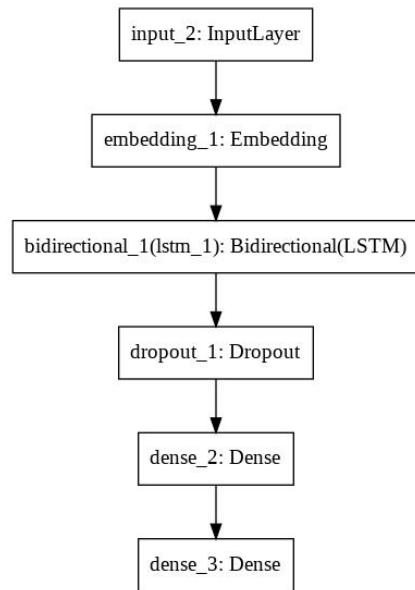 input_2: InputLayer
embedding_1: Embedding
bidirectional_1(lstm_1): Bidirectional(LSTM)
dropout_1: Dropout
dense_2: Dense
dense_3: Dense